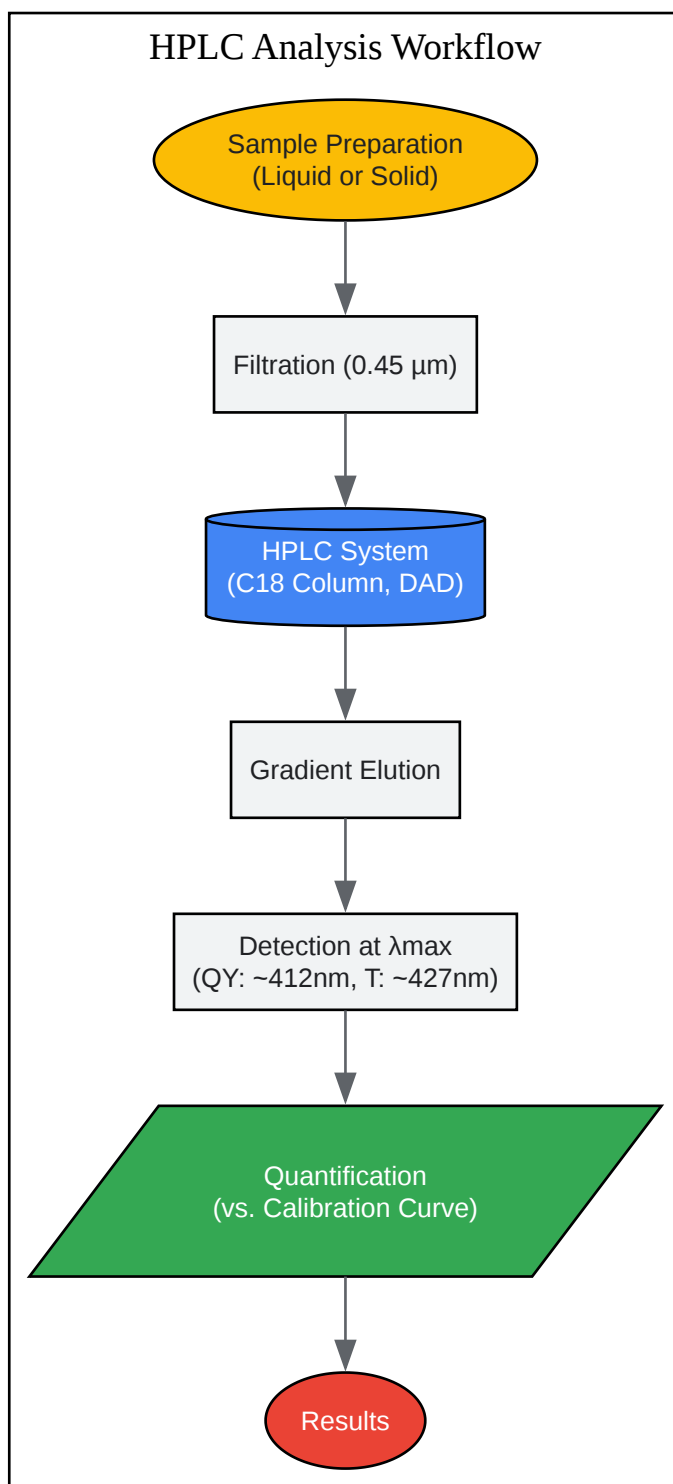 HPLC Analysis Workflow
Sample Preparation
(Liquid or Solid)
Filtration (0.45 µm)
HPLC System
(C18 Column, DAD)
Gradient Elution
Detection at λmax
(QY: ~412nm, T: ~427nm)
Quantification
(vs. Calibration Curve)
Results